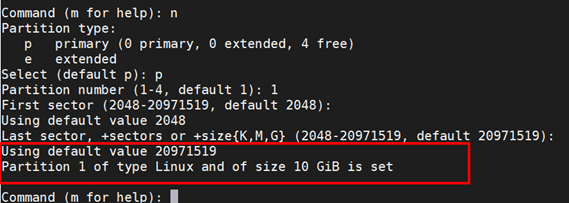 Command (m for help): n
Partition type:
   p   primary (0 primary, 0 extended, 4 free)
   e   extended
Select (default p): p
Partition number (1-4, default 1): 1
First sector (2048-20971519, default 2048):
Using default value 2048
Last sector, +sectors or +size{K,M,G} (2048-20971519, default 20971519):
Using default value 20971519
Partition 1 of type Linux and of size 10 GiB is set
Command (m for help):